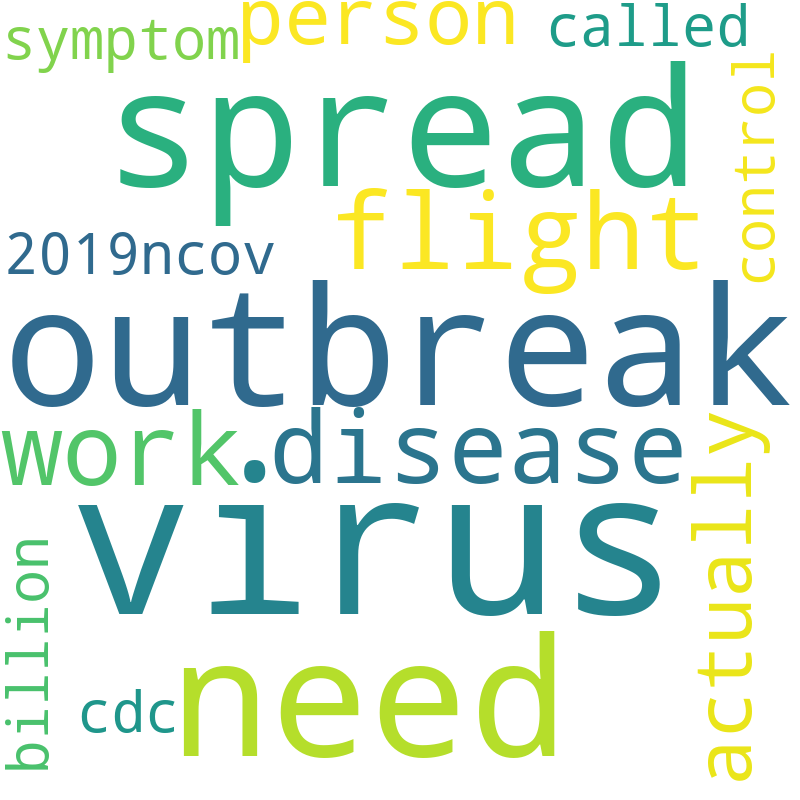 symptom person called
spread
control
flight
2019ncov
outbreak
work disease
actually
virus
billion
need
cdc